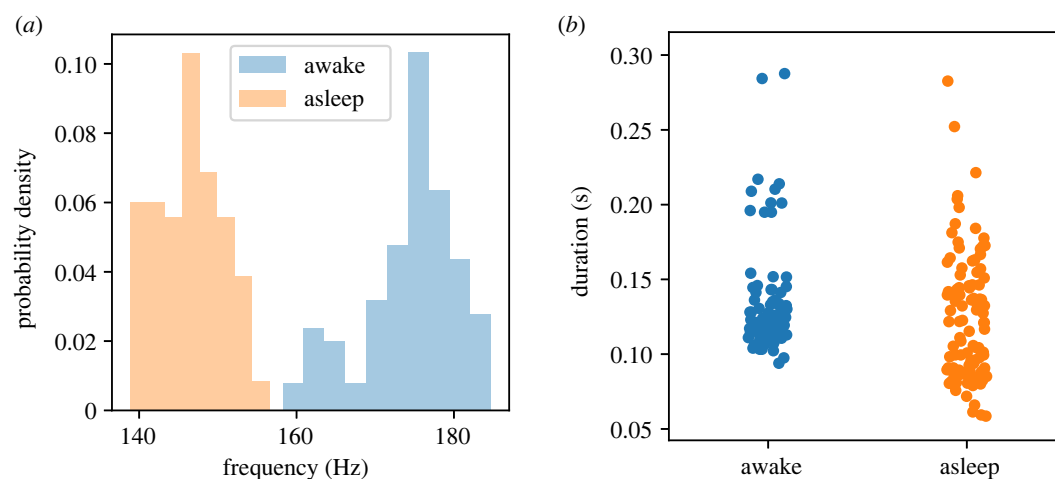 (a)
probability density
0.10
0.08
0.06
0.04
0.02
0
awake
asleep
140
160
180
frequency (Hz)
(b)
duration (s)
0.30
0.25
0.20
0.15
0.10
0.05
awake
asleep